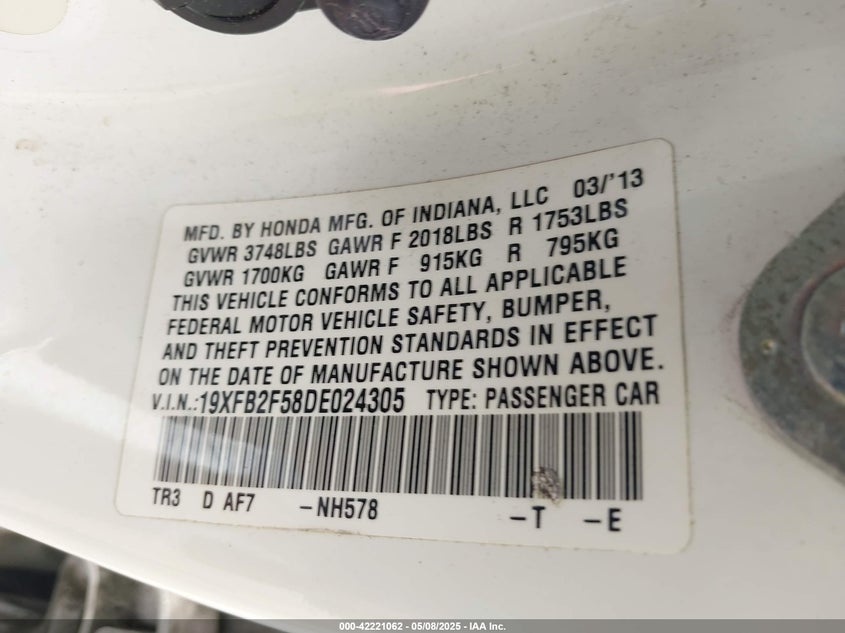 MFD. BY HONDA MFG. OF INDIANA, LLC 03/'13
GVWR 3748LBS GAWR F 2018LBS R 1753LBS
GVWR 1700KG GAWR F 915KG R 795KG
THIS VEHICLE CONFORMS TO ALL APPLICABLE
FEDERAL MOTOR VEHICLE SAFETY, BUMPER,
AND THEFT PREVENTION STANDARDS IN EFFECT
ON THE DATE OF MANUFACTURE SHOWN ABOVE.
V.I.N.:19XFB2F58DE024305 TYPE: PASSENGER CAR
TR3 D AF7 -NH578 -T -E
000-42221062 - 05/08/2025 - IAA Inc.